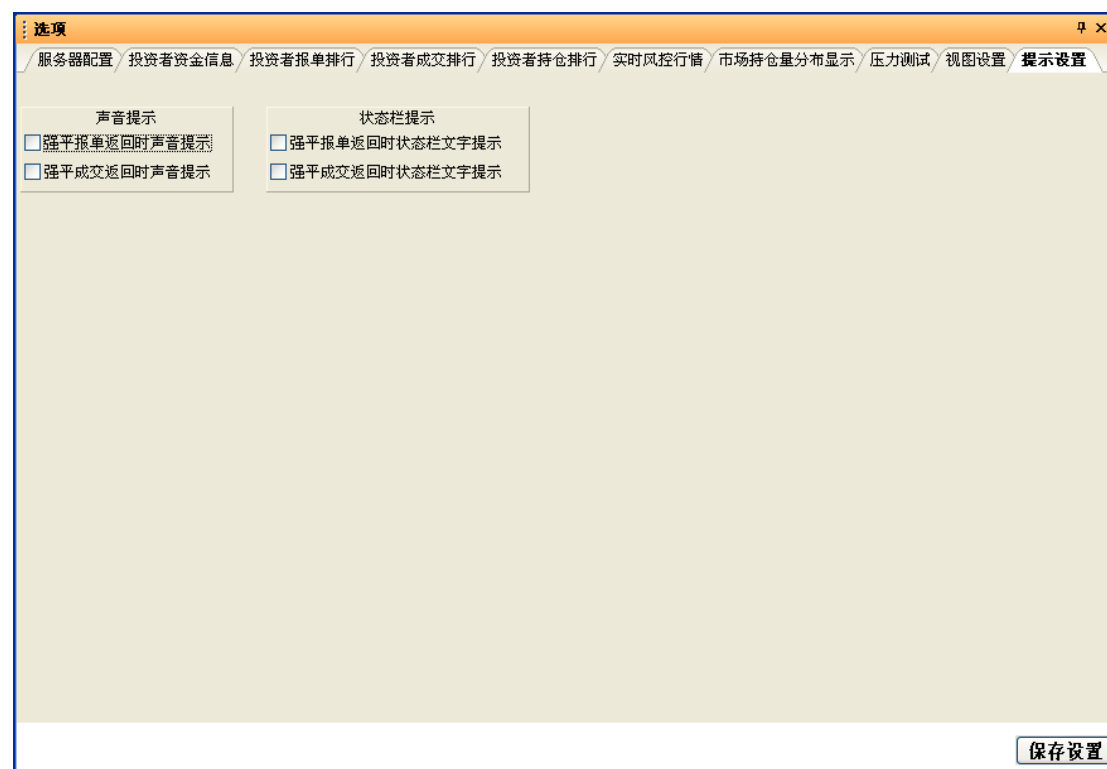 选项
服务器配置 投资者资金信息 投资者报单排行 投资者成交排行 投资者持仓排行 实时风控行情 市场持仓量分布显示 压力测试 视图设置 提示设置
声音提示 状态栏提示
强平报单返回时声音提示 强平报单返回时状态栏文字提示
强平成交返回时声音提示 强平成交返回时状态栏文字提示
保存设置